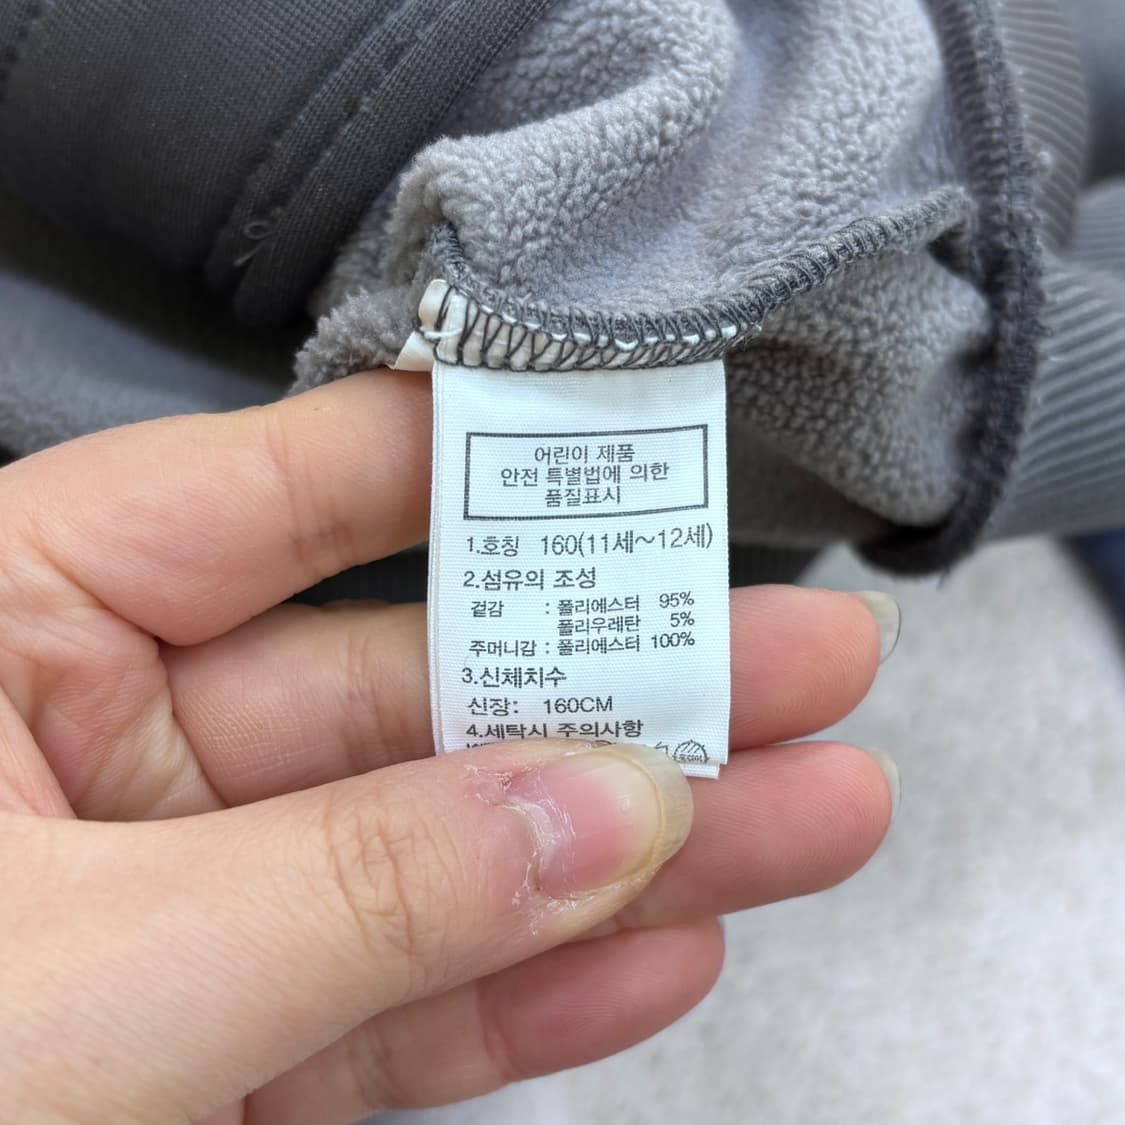 어린이 제품
안전 특별법에 의한
품질표시
1.호칭 160(11세~12세)
2.섬유의 조성
겉감 : 폴리에스터 95%
폴리우레탄 5%
주머니감 : 폴리에스터 100%
3.신체치수
신장: 160CM
4.세탁시 주의사항